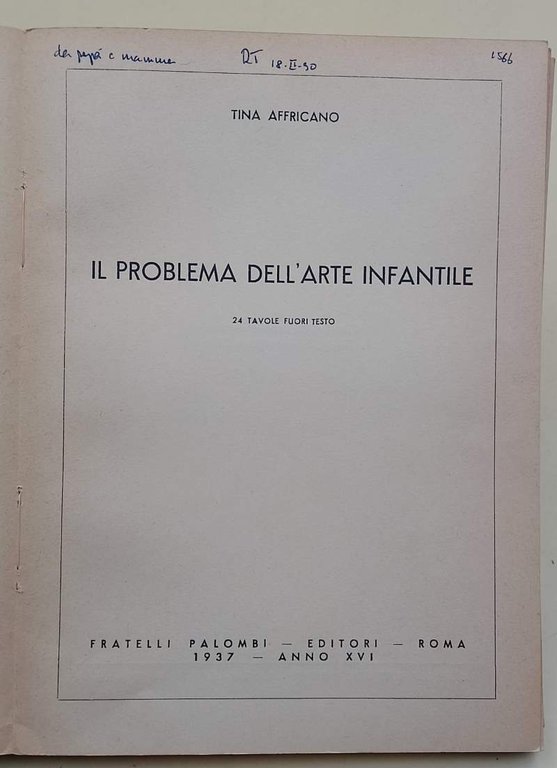 da papà e mamma RT 18-II-90 1566
TINA AFFRICANO
IL PROBLEMA DELL'ARTE INFANTILE
24 TAVOLE FUORI TESTO
FRATELLI PALOMBI — EDITORI — ROMA
1937 — ANNO XVI